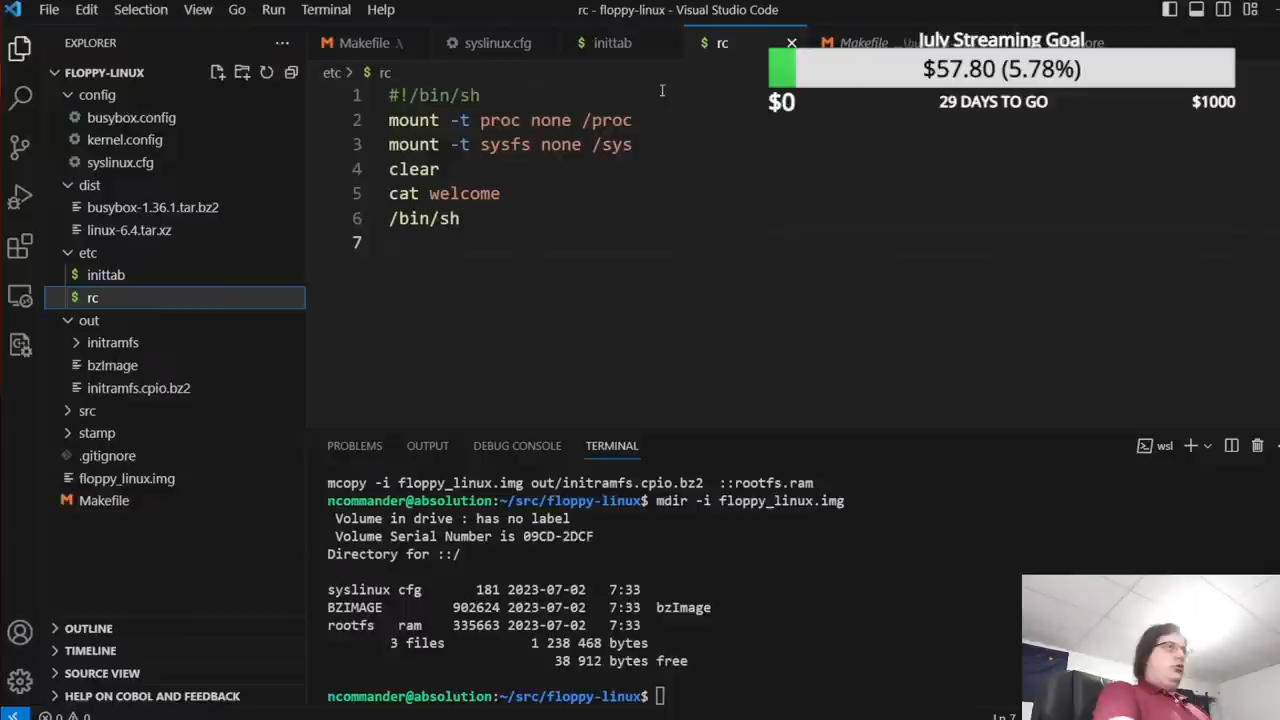 File Edit Selection View Go Run Terminal Help
rc - floppy-linux - Visual Studio Code
EXPLORER
Makefile
syslinux.cfg
inittab
rc
Makefile
July Streaming Goal
$57.80 (5.78%)
$0
29 DAYS TO GO
$1000
FLOPPY-LINUX
config
busybox.config
kernel.config
syslinux.cfg
dist
busybox-1.36.1.tar.bz2
linux-6.4.tar.xz
etc
inittab
rc
out
initramfs
bzImage
initramfs.cpio.bz2
src
stamp
.gitignore
floppy_linux.img
Makefile
OUTLINE
TIMELINE
SOURCE VIEW
HELP ON COBOL AND FEEDBACK
etc > $ rc
1 #!/bin/sh
2 mount -t proc none /proc
3 mount -t sysfs none /sys
4 clear
5 cat welcome
6 /bin/sh
7
PROBLEMS OUTPUT DEBUG CONSOLE TERMINAL
wsl
mcopy -i floppy_linux.img out/initramfs.cpio.bz2 ::rootfs.ram
ncommander@absolution:~/src/floppy-linux$ mdir -i floppy_linux.img
Volume in drive : has no label
Volume Serial Number is 09CD-2DCF
Directory for ::/
syslinux cfg 181 2023-07-02 7:33
BZIMAGE 902624 2023-07-02 7:33 bzImage
rootfs ram 335663 2023-07-02 7:33
3 files 1 238 468 bytes
38 912 bytes free
ncommander@absolution:~/src/floppy-linux$